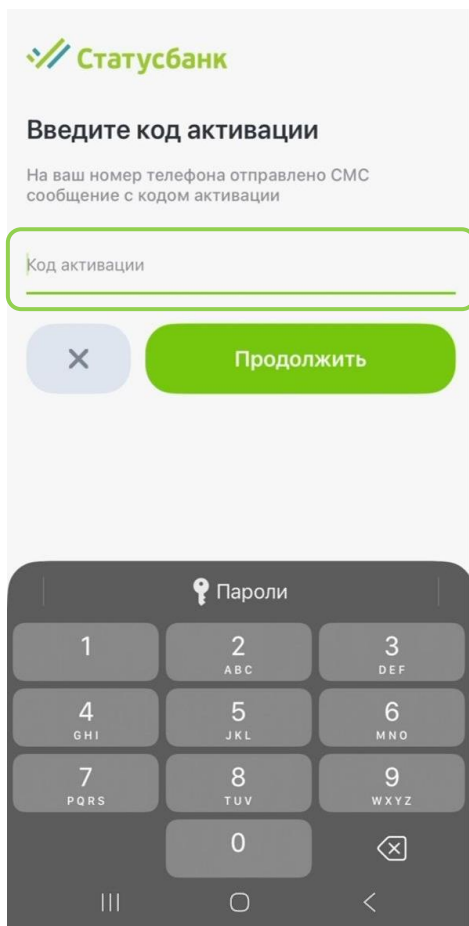 Статусбанк
Введите код активации
На ваш номер телефона отправлено СМС
сообщение с кодом активации
Код активации
Продолжить
Пароли
1
2
ABC
3
DEF
4
GHI
5
JKL
6
MNO
7
PQRS
8
TUV
9
WXYZ
0